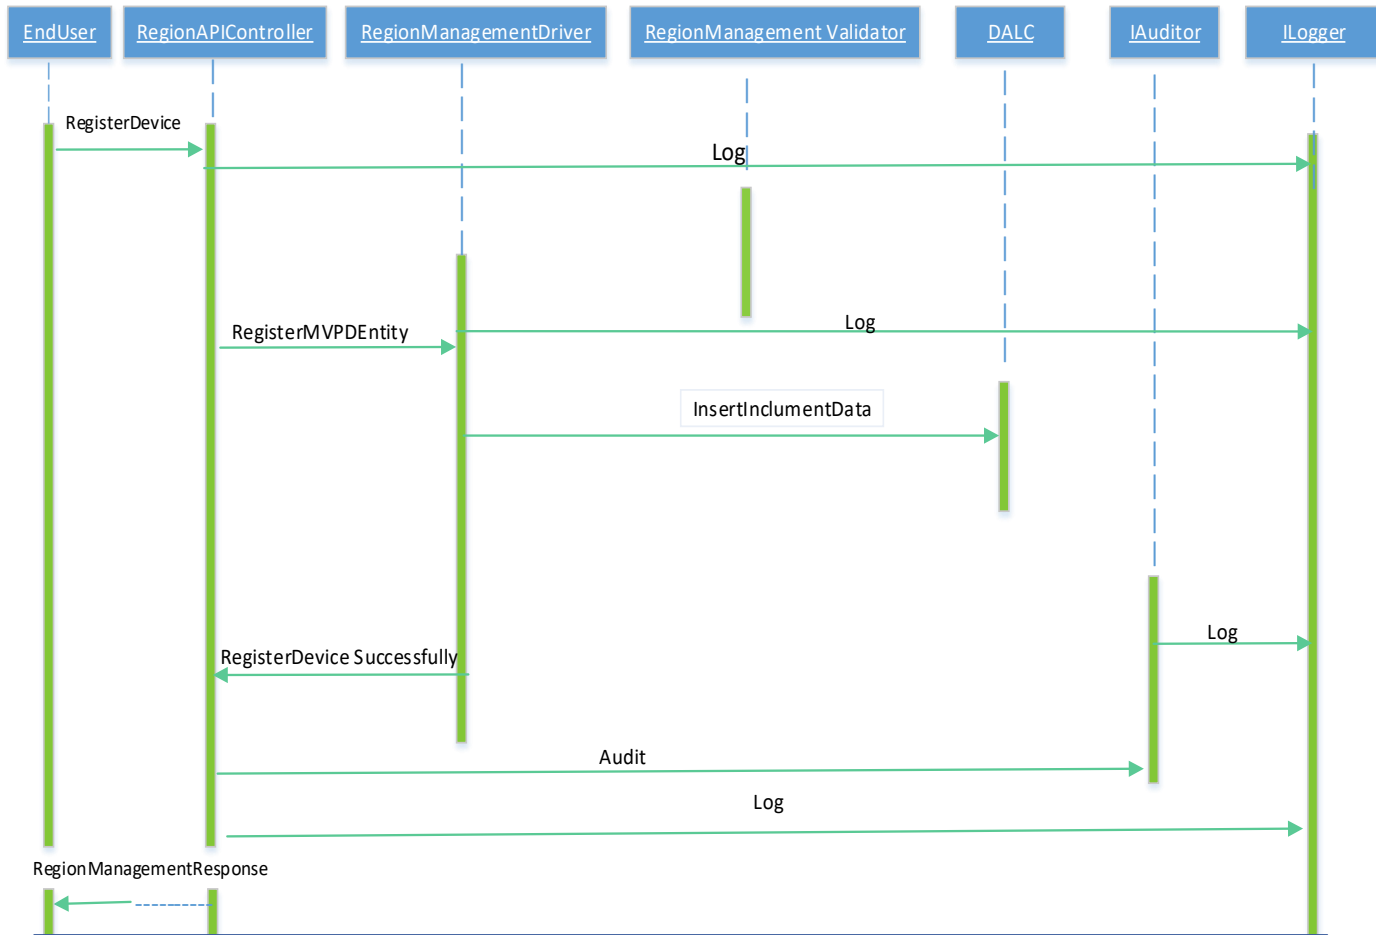 EndUser
RegionAPIController
RegionManagementDriver
RegionManagement Validator
DALC
IAuditor
ILogger
RegisterDevice
Log
RegisterMVPDEntity
Log
InsertInclumentData
Log
RegisterDevice Successfully
Audit
Log
RegionManagementResponse